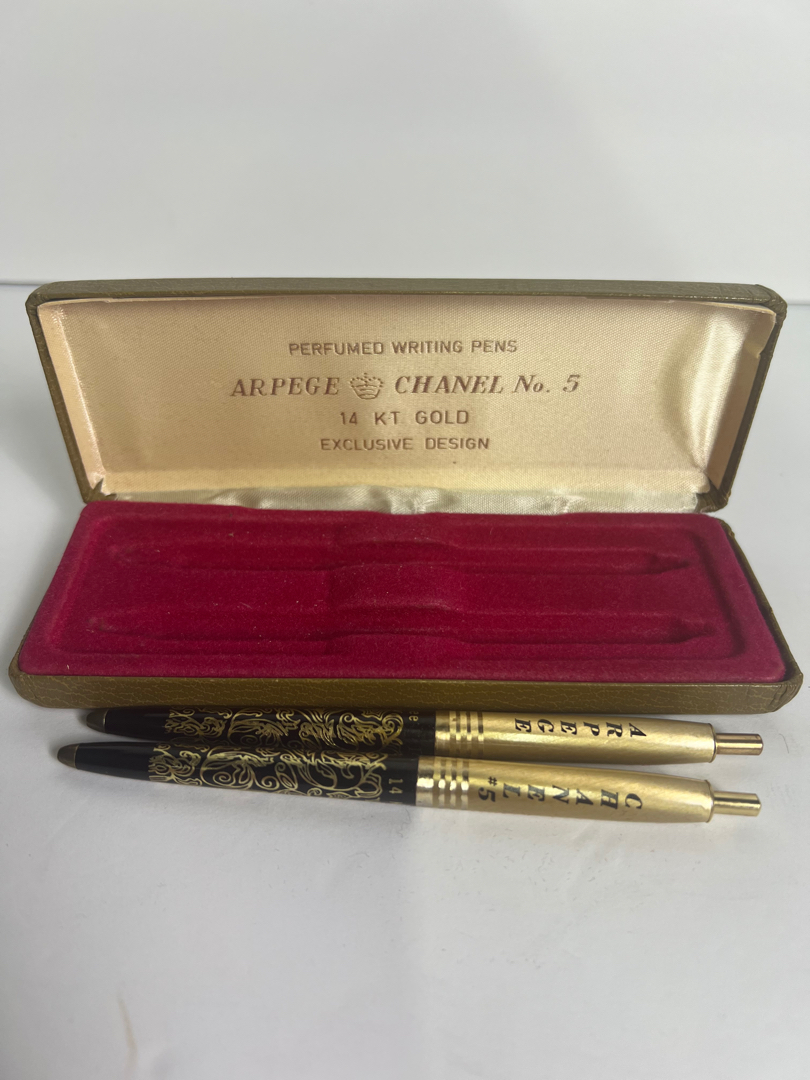 PERFUMED WRITING PENS
ARPEGE CHANEL No. 5
14 KT GOLD
EXCLUSIVE DESIGN
ARPEGE
14
CHANEL #5